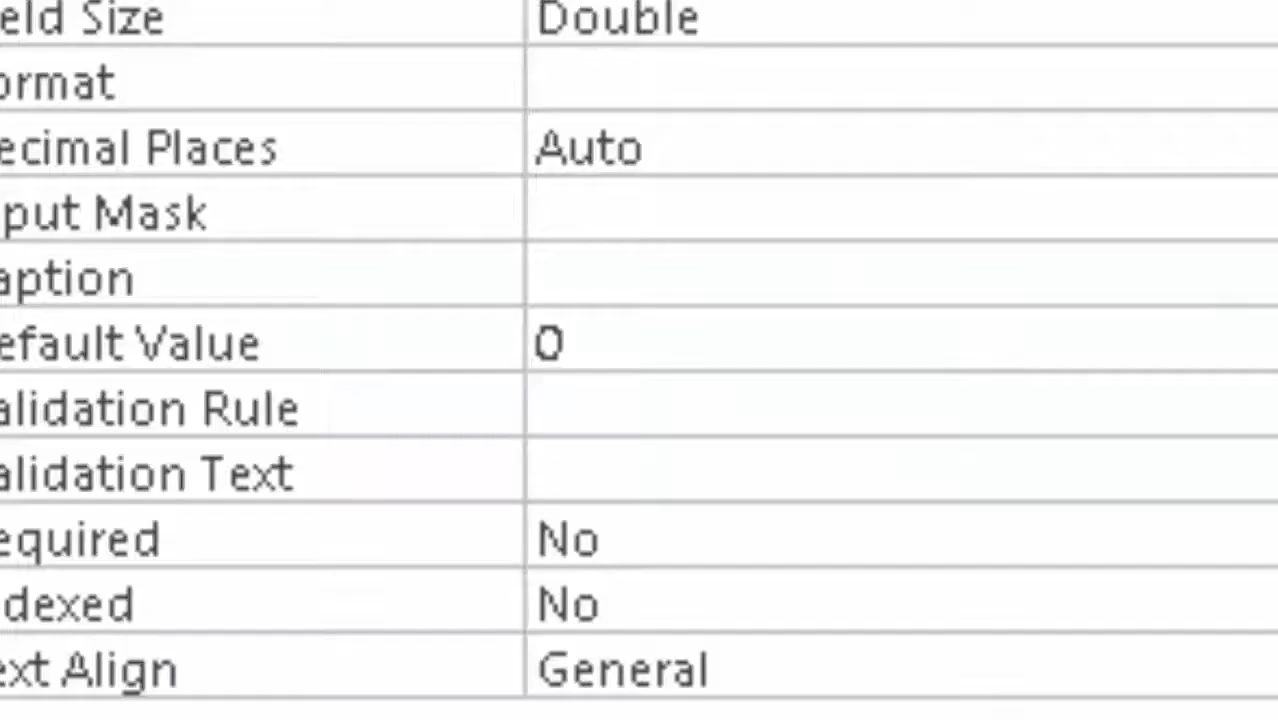 eld Size Double
ormat
ecimal Places Auto
put Mask
aption
efault Value 0
alidation Rule
alidation Text
equired No
dexed No
ext Align General